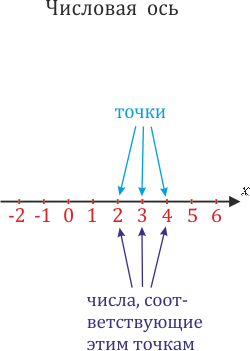 Числовая ось
точки
x
-2 -1 0 1 2 3 4 5 6
числа, соот-
ветствующие
этим точкам